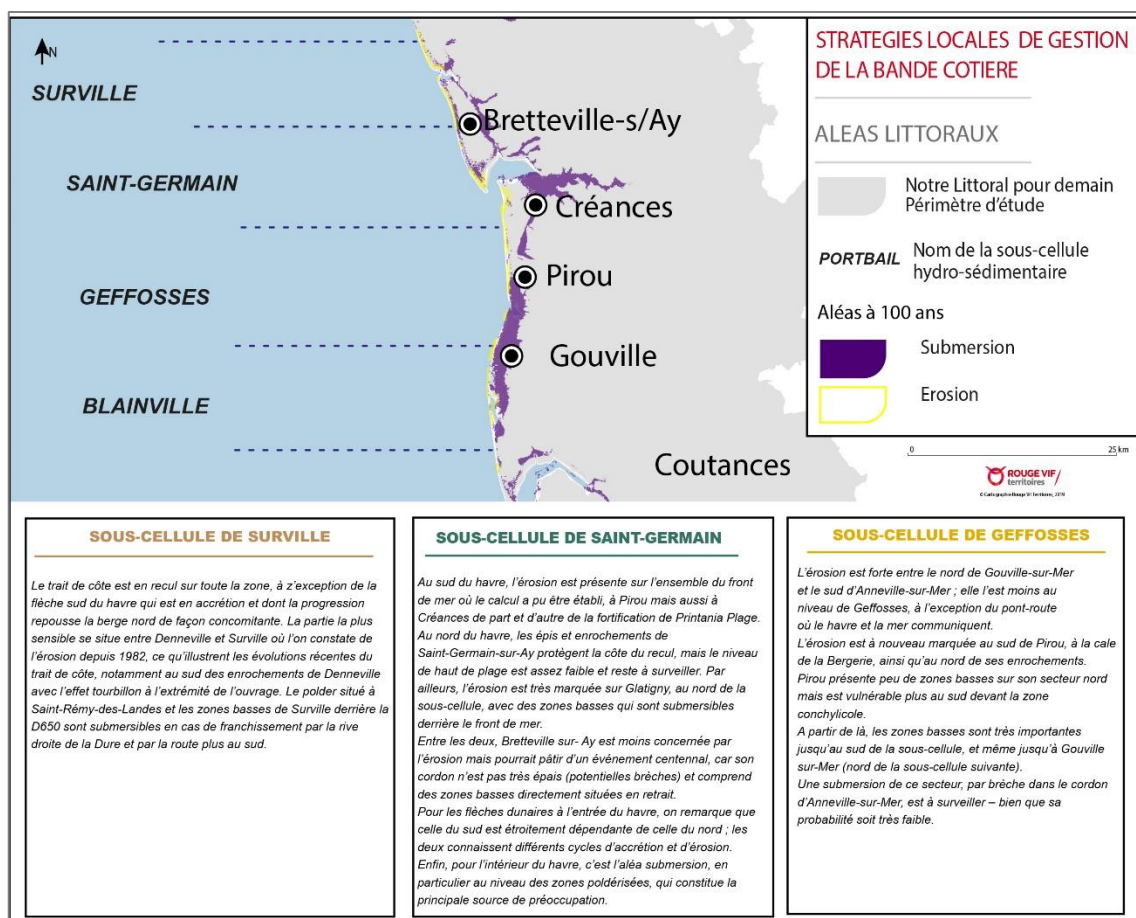 N
SURVILLE
SAINT-GERMAIN
GEFFOSSES
BLAINVILLE
Bretteville-s/Ay
Créances
Pirou
Gouville
Coutances
STRATEGIES LOCALES DE GESTION
DE LA BANDE COTIERE
ALEAS LITTORAUX
Notre Littoral pour demain
Périmètre d'étude
PORTBAIL
Nom de la sous-cellule
hydro-sédimentaire
Aléas à 100 ans
Submersion
Erosion
0 25 km
ROUGE VIF/
territoires
© Cartographie Rouge Vif Territoires, 2019
SOUS-CELLULE DE SURVILLE
Le trait de côte est en recul sur toute la zone, à z'exception de la
flèche sud du havre qui est en accrétion et dont la progression
repousse la berge nord de façon concomitante. La partie la plus
sensible se situe entre Denneville et Surville où l'on constate de
l'érosion depuis 1982, ce qu'illustrent les évolutions récentes du
trait de côte, notamment au sud des enrochements de Denneville
avec l'effet tourbillon à l'extrémité de l'ouvrage. Le polder situé à
Saint-Rémy-des-Landes et les zones basses de Surville derrière la
D650 sont submersibles en cas de franchissement par la rive
droite de la Dure et par la route plus au sud.
SOUS-CELLULE DE SAINT-GERMAIN
Au sud du havre, l'érosion est présente sur l'ensemble du front
de mer où le calcul a pu être établi, à Pirou mais aussi à
Créances de part et d'autre de la fortification de Printania Plage.
Au nord du havre, les épis et enrochements de
Saint-Germain-sur-Ay protègent la côte du recul, mais le niveau
de haut de plage est assez faible et reste à surveiller. Par
ailleurs, l'érosion est très marquée sur Glatigny, au nord de la
sous-cellule, avec des zones basses qui sont submersibles
derrière le front de mer.
Entre les deux, Bretteville sur- Ay est moins concernée par
l'érosion mais pourrait pâtir d'un événement centennal, car son
cordon n'est pas très épais (potentielles brèches) et comprend
des zones basses directement situées en retrait.
Pour les flèches dunaires à l'entrée du havre, on remarque que
celle du sud est étroitement dépendante de celle du nord ; les
deux connaissent différents cycles d'accrétion et d'érosion.
Enfin, pour l'intérieur du havre, c'est l'aléa submersion, en
particulier au niveau des zones poldérisées, qui constitue la
principale source de préoccupation.
SOUS-CELLULE DE GEFFOSSES
L'érosion est forte entre le nord de Gouville-sur-Mer
et le sud d'Anneville-sur-Mer ; elle l'est moins au
niveau de Geffosses, à l'exception du pont-route
où le havre et la mer communiquent.
L'érosion est à nouveau marquée au sud de Pirou, à la cale
de la Bergerie, ainsi qu'au nord de ses enrochements.
Pirou présente peu de zones basses sur son secteur nord
mais est vulnérable plus au sud devant la zone
conchylicole.
A partir de là, les zones basses sont très importantes
jusqu'au sud de la sous-cellule, et même jusqu'à Gouville
sur-Mer (nord de la sous-cellule suivante).
Une submersion de ce secteur, par brèche dans le cordon
d'Anneville-sur-Mer, est à surveiller – bien que sa
probabilité soit très faible.